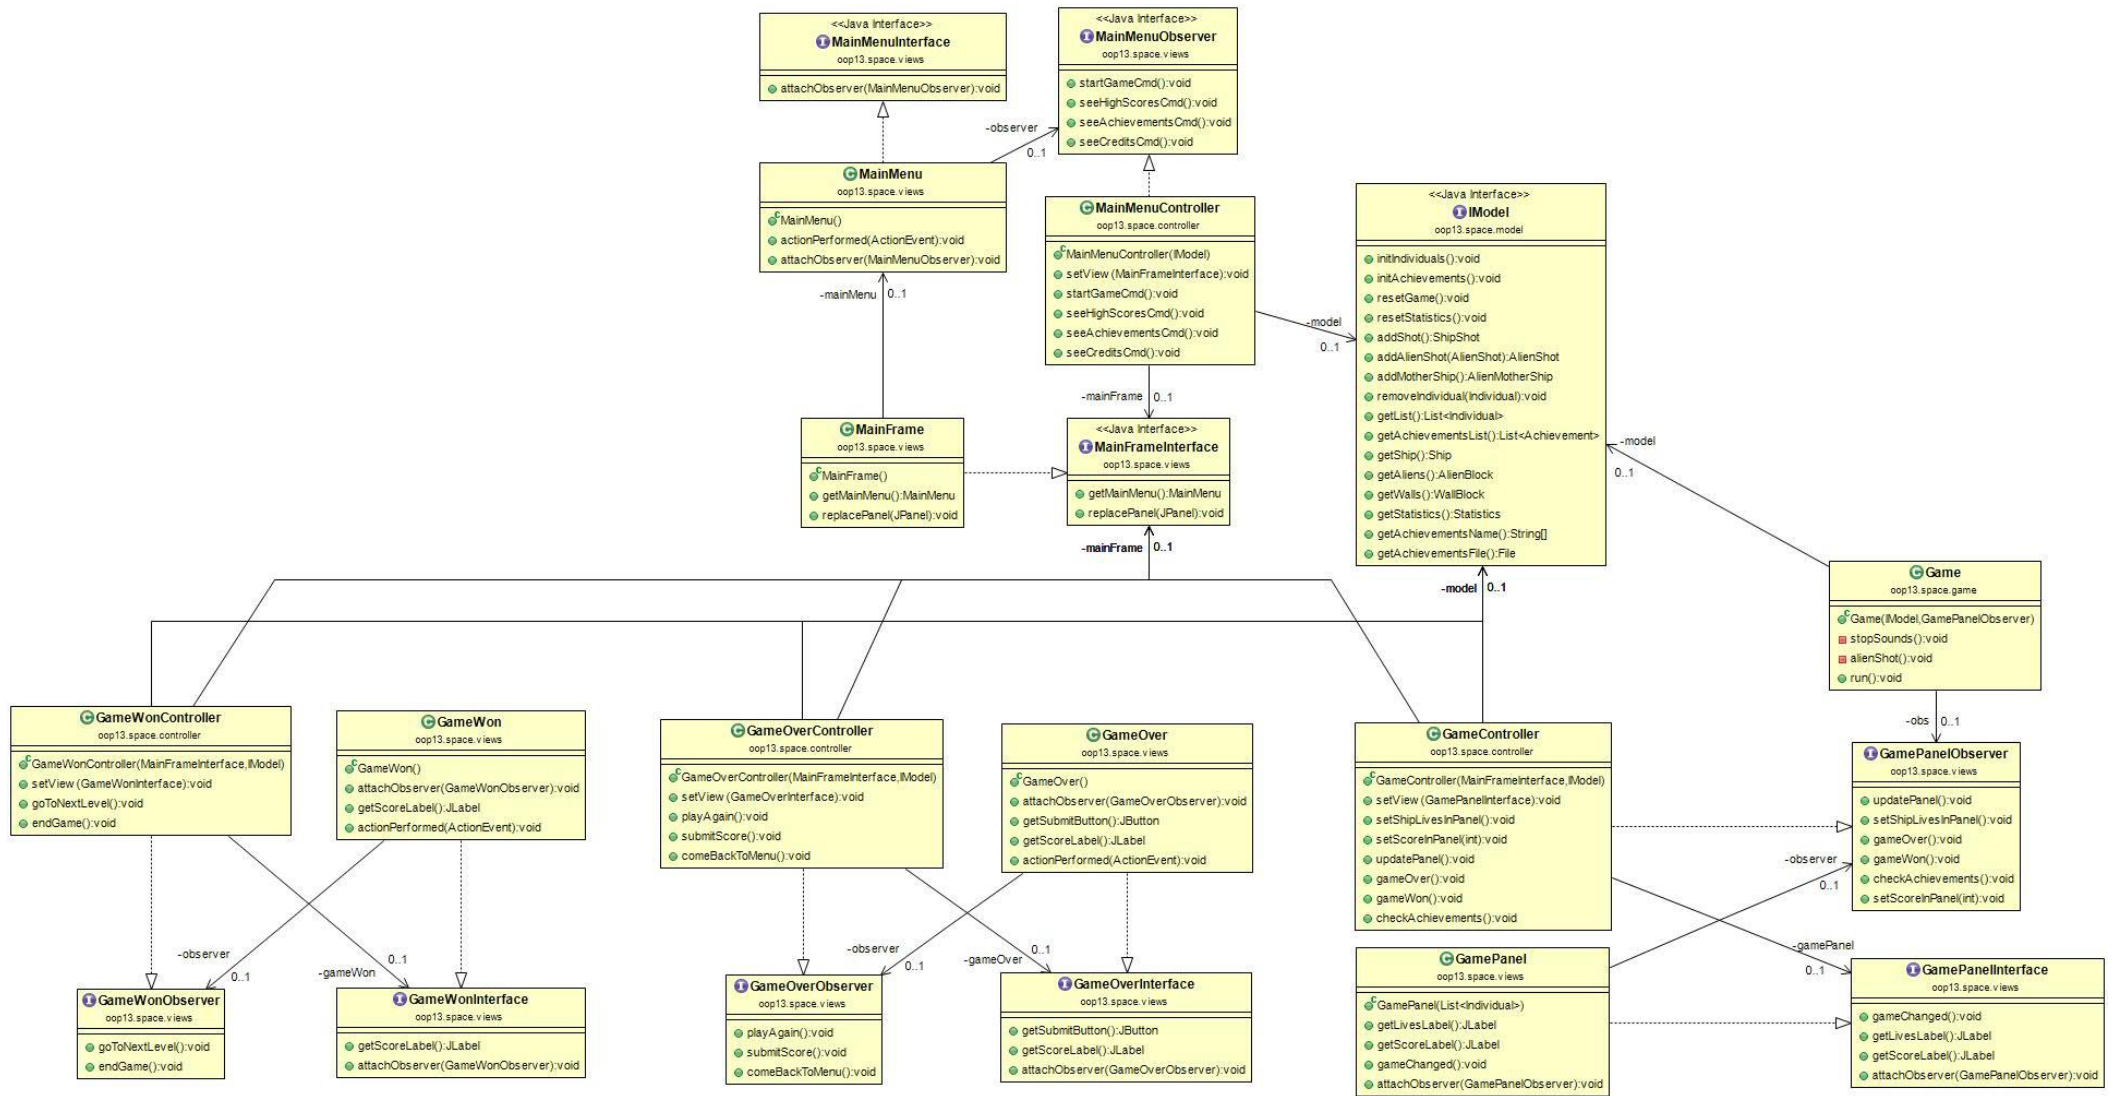 <<Java Interface>>
MainMenuInterface
oop13.space.views
attachObserver(MainMenuObserver):void
<<Java Interface>>
MainMenuObserver
oop13.space.views
startGameCmd():void
seeHighScoresCmd():void
seeAchievementsCmd():void
seeCreditsCmd():void
-observer
0..1
MainMenu
oop13.space.views
MainMenu()
actionPerformed(ActionEvent):void
attachObserver(MainMenuObserver):void
-mainMenu 0..1
MainMenuController
oop13.space.controller
MainMenuController(IModel)
setView(MainFrameInterface):void
startGameCmd():void
seeHighScoresCmd():void
seeAchievementsCmd():void
seeCreditsCmd():void
-model
0..1
-mainFrame 0..1
<<Java Interface>>
IModel
oop13.space.model
initIndividuals():void
initAchievements():void
resetGame():void
resetStatistics():void
addShot():ShipShot
addAlienShot(AlienShot):AlienShot
addMotherShip():AlienMotherShip
removeIndividual(Individual):void
getList():List<Individual>
getAchievementsList():List<Achievement>
getShip():Ship
getAliens():AlienBlock
getWalls():WallBlock
getStatistics():Statistics
getAchievementsName():String[]
getAchievementsFile():File
MainFrame
oop13.space.views
MainFrame()
getMainMenu():MainMenu
replacePanel(JPanel):void
<<Java Interface>>
MainFrameInterface
oop13.space.views
getMainMenu():MainMenu
replacePanel(JPanel):void
-mainFrame 0..1
-model
0..1
-model 0..1
Game
oop13.space.game
Game(IModel,GamePanelObserver)
stopSounds():void
alienShot():void
run():void
-obs 0..1
GameWonController
oop13.space.controller
GameWonController(MainFrameInterface,IModel)
setView(GameWonInterface):void
goToNextLevel():void
endGame():void
GameWon
oop13.space.views
GameWon()
attachObserver(GameWonObserver):void
getScoreLabel():JLabel
actionPerformed(ActionEvent):void
GameOverController
oop13.space.controller
GameOverController(MainFrameInterface,IModel)
setView(GameOverInterface):void
playAgain():void
submitScore():void
comeBackToMenu():void
GameOver
oop13.space.views
GameOver()
attachObserver(GameOverObserver):void
getSubmitButton():JButton
getScoreLabel():JLabel
actionPerformed(ActionEvent):void
GameController
oop13.space.controller
GameController(MainFrameInterface,IModel)
setView(GamePanelInterface):void
setShipLivesInPanel():void
setScoreInPanel(int):void
updatePanel():void
gameOver():void
gameWon():void
checkAchievements():void
GamePanelObserver
oop13.space.views
updatePanel():void
setShipLivesInPanel():void
gameOver():void
gameWon():void
checkAchievements():void
setScoreInPanel(int):void
-observer
0..1
-gamePanel
0..1
-observer
0..1
-gameWon
0..1
-observer
0..1
-gameOver
0..1
GameWonObserver
oop13.space.views
goToNextLevel():void
endGame():void
GameWonInterface
oop13.space.views
getScoreLabel():JLabel
attachObserver(GameWonObserver):void
GameOverObserver
oop13.space.views
playAgain():void
submitScore():void
comeBackToMenu():void
GameOverInterface
oop13.space.views
getSubmitButton():JButton
getScoreLabel():JLabel
attachObserver(GameOverObserver):void
GamePanel
oop13.space.views
GamePanel(List<Individual>)
getLivesLabel():JLabel
getScoreLabel():JLabel
gameChanged():void
attachObserver(GamePanelObserver):void
GamePanelInterface
oop13.space.views
gameChanged():void
getLivesLabel():JLabel
getScoreLabel():JLabel
attachObserver(GamePanelObserver):void